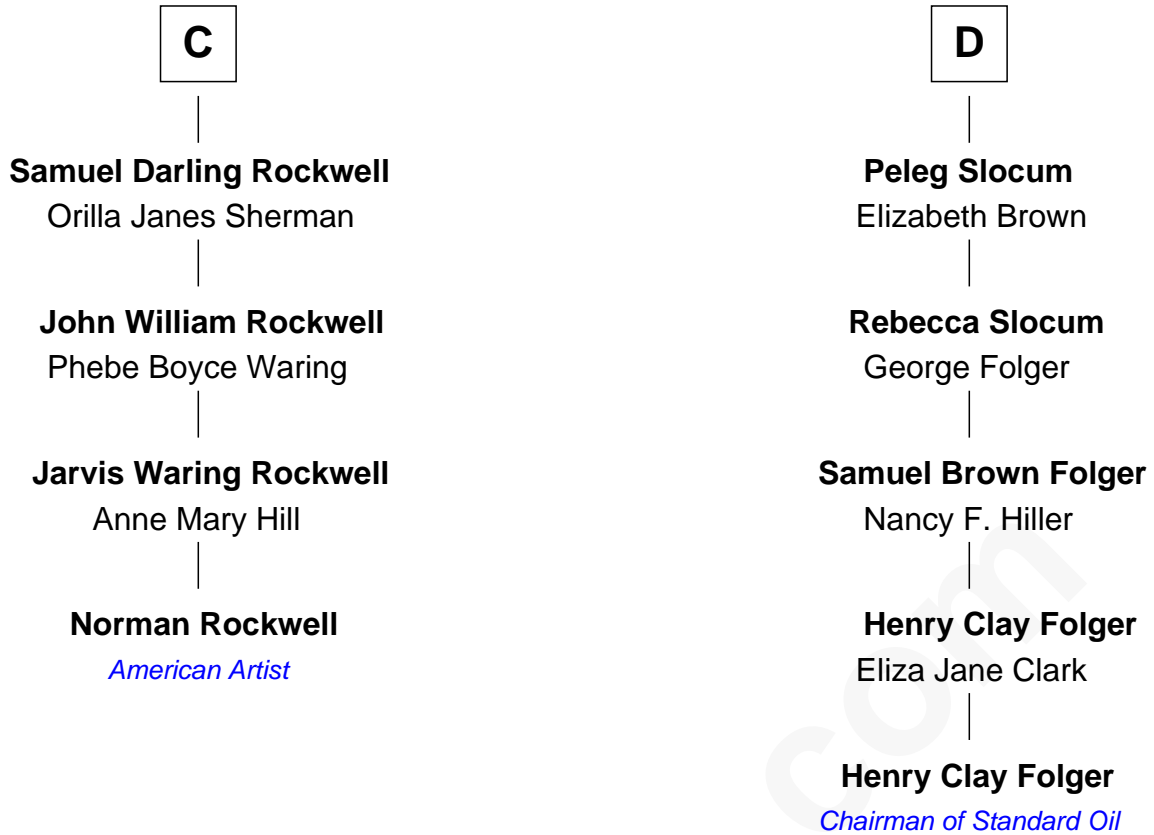 C
Samuel Darling Rockwell
Orilla Janes Sherman
John William Rockwell
Phebe Boyce Waring
Jarvis Waring Rockwell
Anne Mary Hill
Norman Rockwell
American Artist
D
Peleg Slocum
Elizabeth Brown
Rebecca Slocum
George Folger
Samuel Brown Folger
Nancy F. Hiller
Henry Clay Folger
Eliza Jane Clark
Henry Clay Folger
Chairman of Standard Oil
com